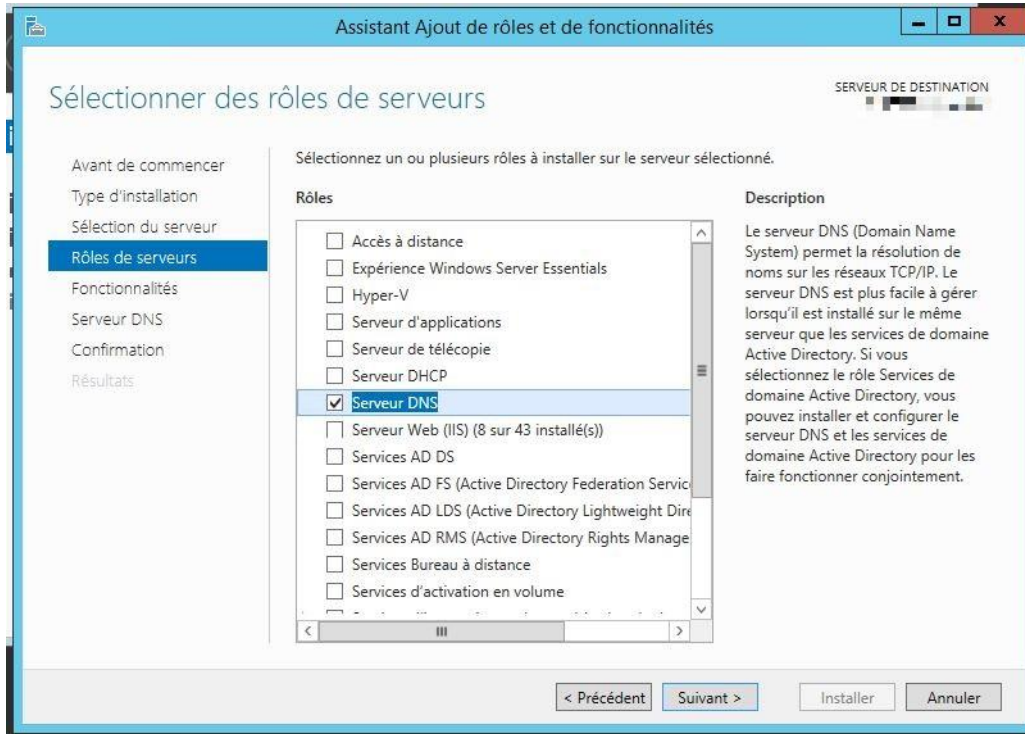 Assistant Ajout de rôles et de fonctionnalités
Sélectionner des rôles de serveurs
SERVEUR DE DESTINATION
Avant de commencer
Type d'installation
Sélection du serveur
Rôles de serveurs
Fonctionnalités
Serveur DNS
Confirmation
Résultats
Sélectionnez un ou plusieurs rôles à installer sur le serveur sélectionné.
Rôles
Accès à distance
Expérience Windows Server Essentials
Hyper-V
Serveur d'applications
Serveur de télécopie
Serveur DHCP
Serveur DNS
Serveur Web (IIS) (8 sur 43 installé(s))
Services AD DS
Services AD FS (Active Directory Federation Servic
Services AD LDS (Active Directory Lightweight Dire
Services AD RMS (Active Directory Rights Manage
Services Bureau à distance
Services d'activation en volume
Description
Le serveur DNS (Domain Name
System) permet la résolution de
noms sur les réseaux TCP/IP. Le
serveur DNS est plus facile à gérer
lorsqu'il est installé sur le même
serveur que les services de domaine
Active Directory. Si vous
sélectionnez le rôle Services de
domaine Active Directory, vous
pouvez installer et configurer le
serveur DNS et les services de
domaine Active Directory pour les
faire fonctionner conjointement.
< Précédent
Suivant >
Installer
Annuler